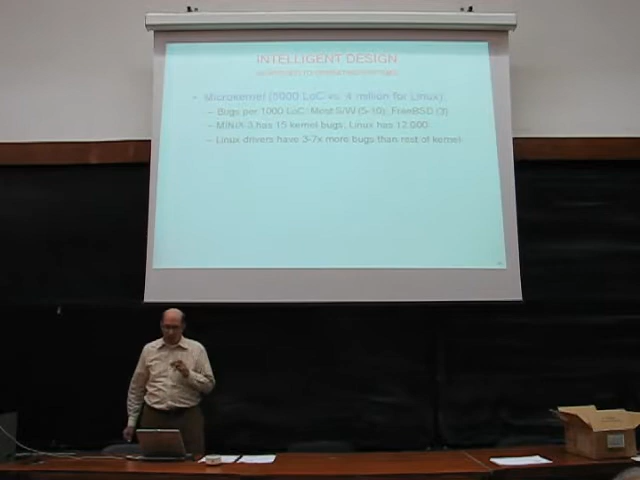 INTELLIGENT DESIGN
AS APPLIED TO OPERATING SYSTEMS
• Microkernel (5000 LoC vs. 4 million for Linux)
– Bugs per 1000 LoC: Most S/W (5-10); FreeBSD (3)
– MINIX 3 has 15 kernel bugs; Linux has 12,000
– Linux drivers have 3-7x more bugs than rest of kernel